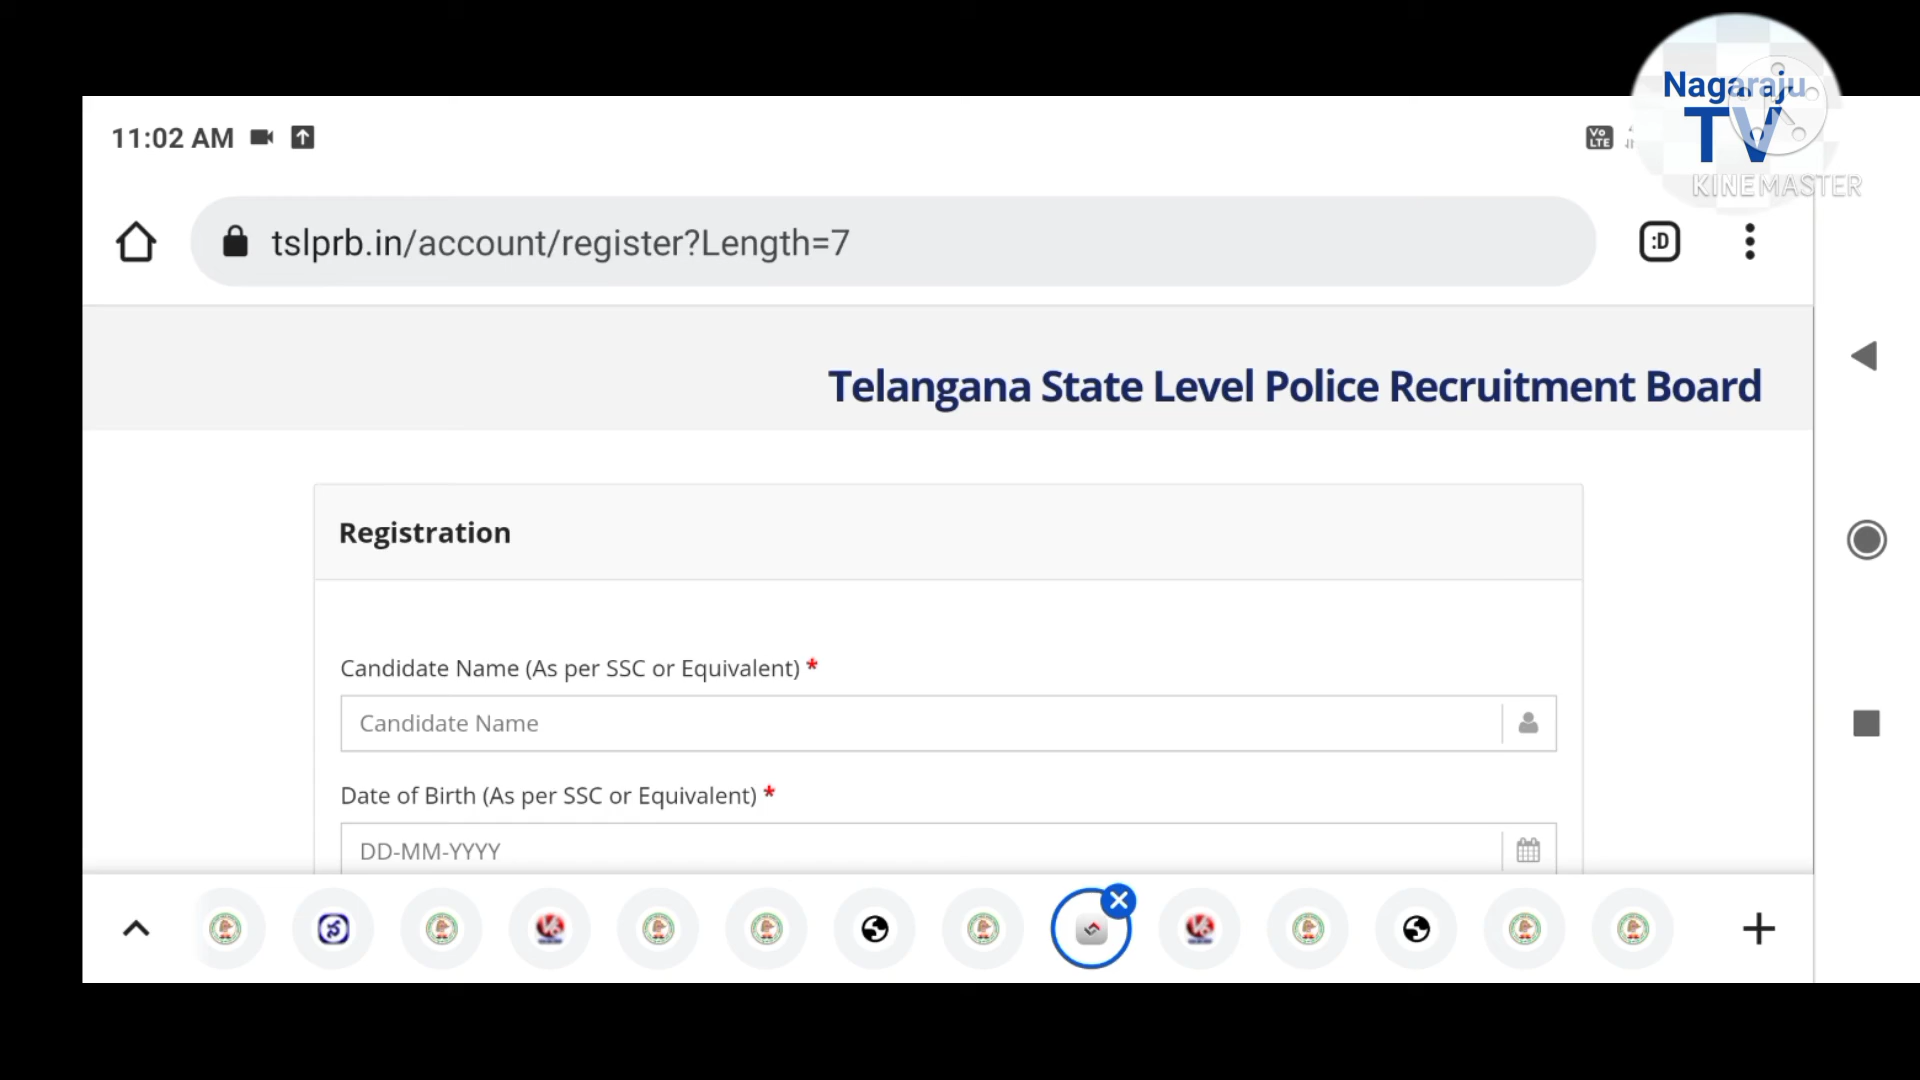 Nagaraju
TV
KINEMASTER
11:02 AM
Vo
LTE
tslprb.in/account/register?Length=7
:D
Telangana State Level Police Recruitment Board
Registration
Candidate Name (As per SSC or Equivalent) *
Candidate Name
Date of Birth (As per SSC or Equivalent) *
DD-MM-YYYY